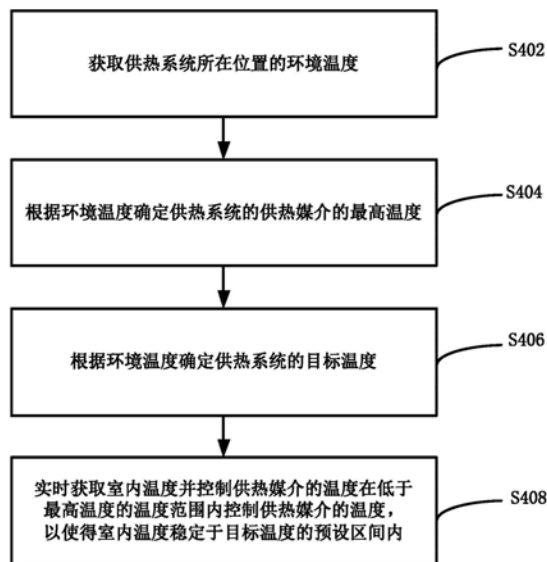 获取供热系统所在位置的环境温度
S402
根据环境温度确定供热系统的供热媒介的最高温度
S404
根据环境温度确定供热系统的目标温度
S406
实时获取室内温度并控制供热媒介的温度在低于
最高温度的温度范围内控制供热媒介的温度，
以使得室内温度稳定于目标温度的预设区间内
S408